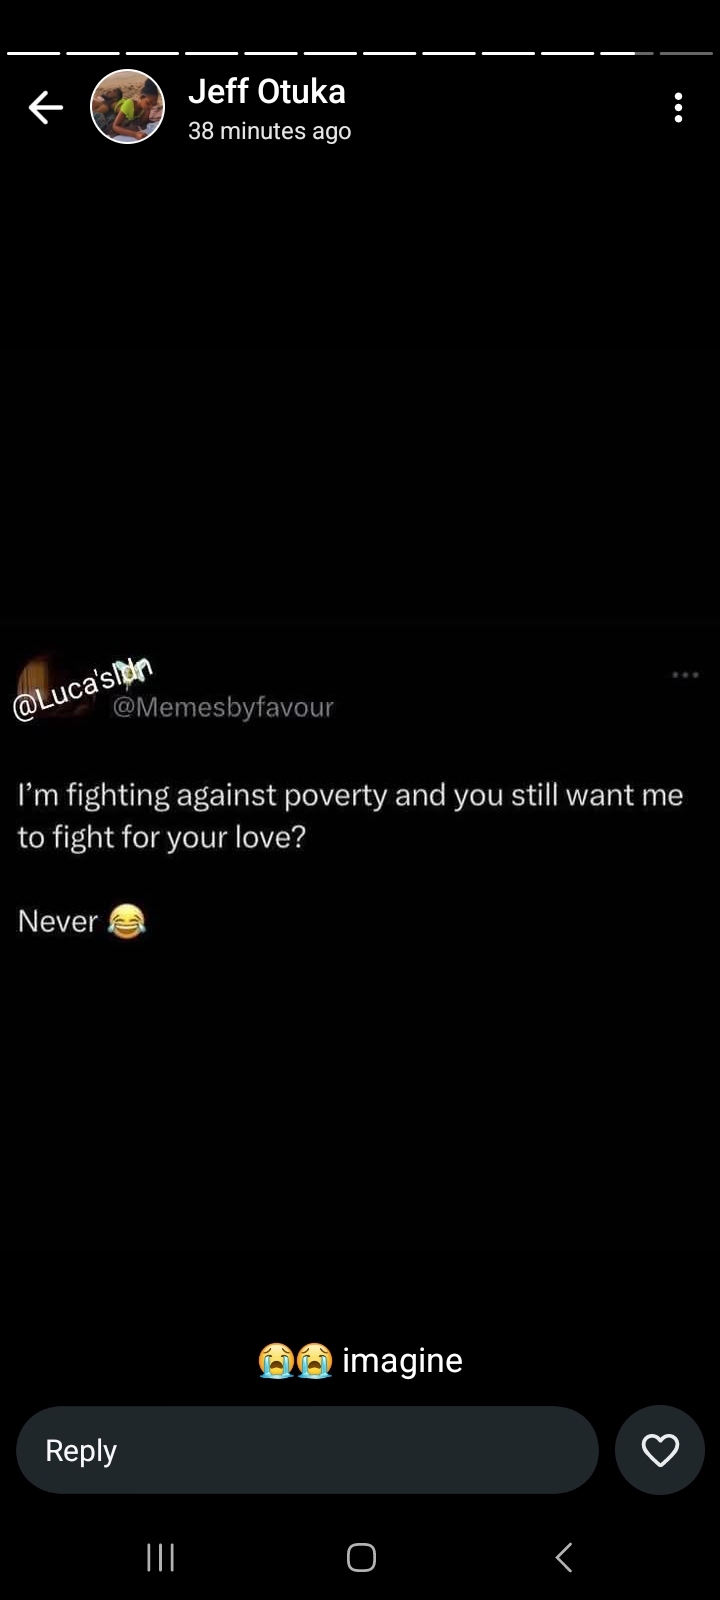 Jeff Otuka
38 minutes ago
@Luca'sldn
@Memesbyfavour
I’m fighting against poverty and you still want me
to fight for your love?
Never 😂
😭😭 imagine
Reply